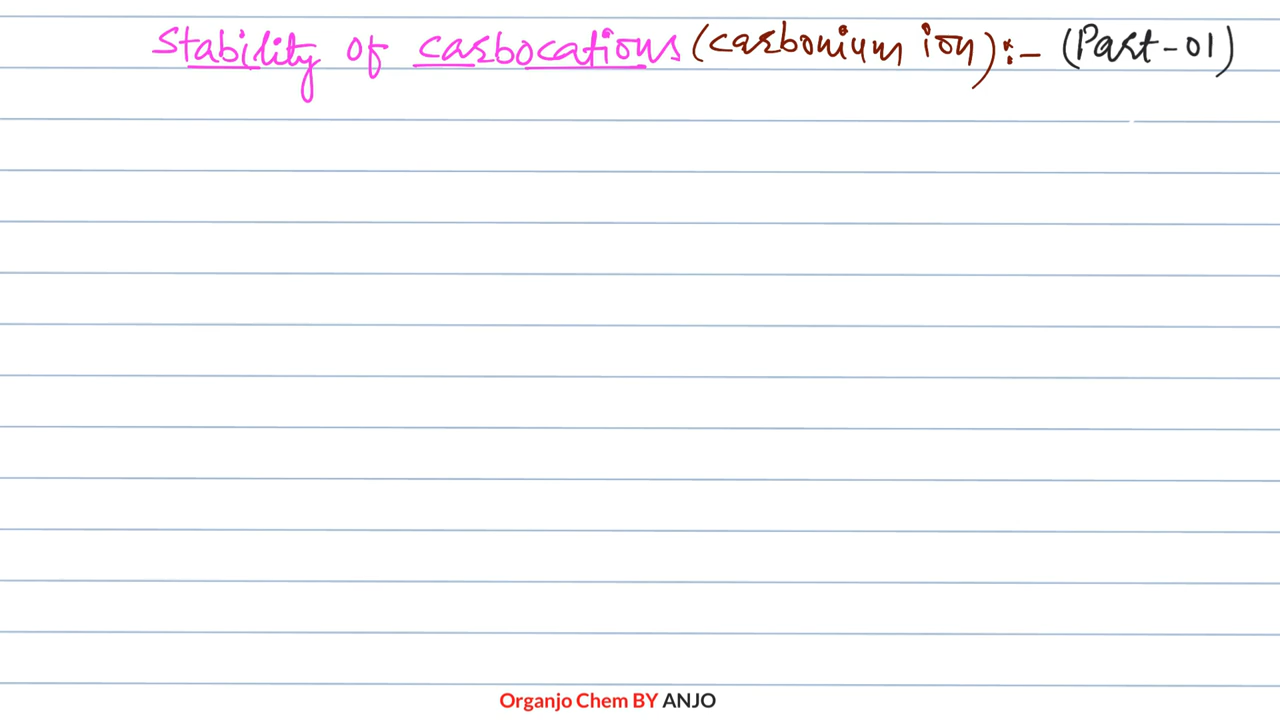 Stability of carbocations (carbonium ion):- (Part-01)
Organjo Chem BY ANJO